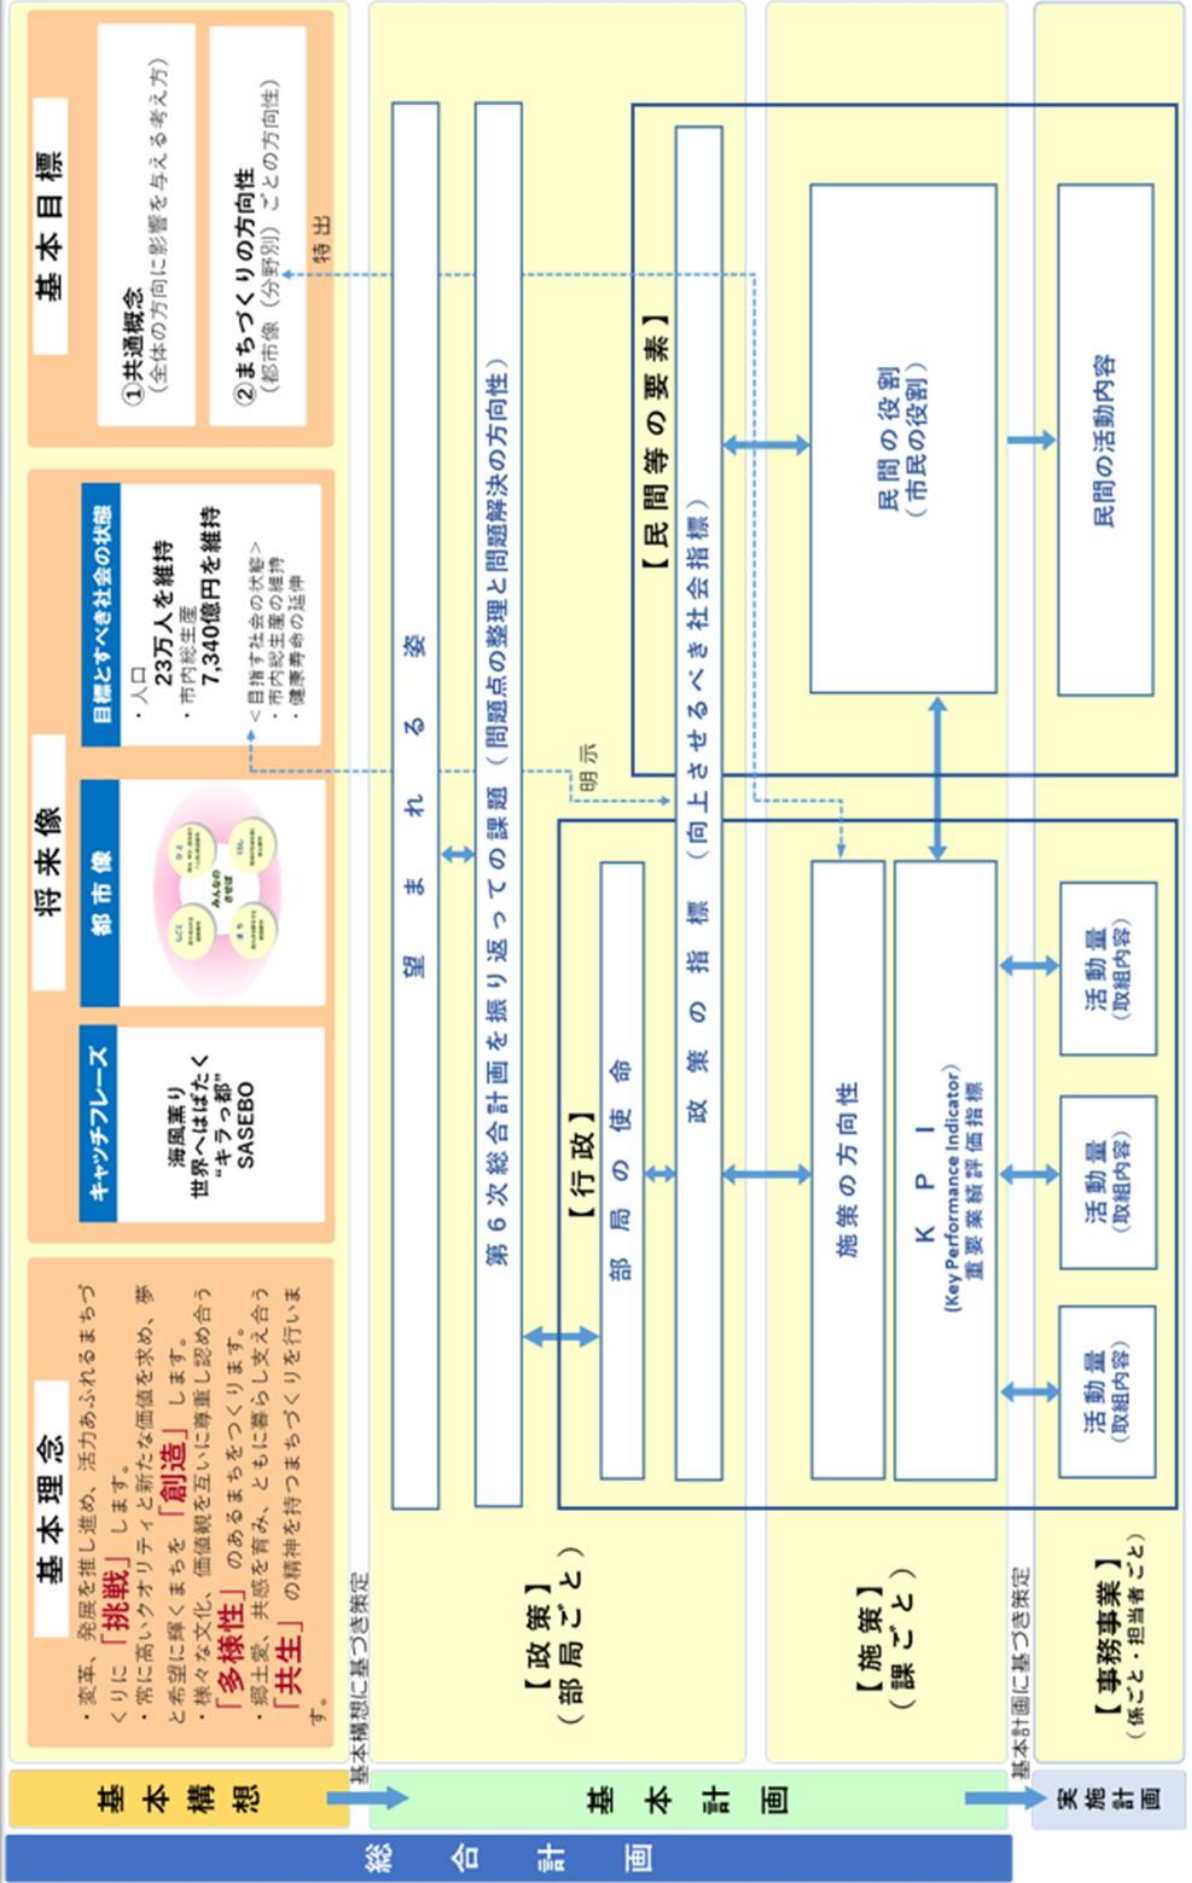 総合計画
基本構想
基本計画
実施計画
基本構想に基づき策定
基本計画に基づき策定
基本理念
・変革、発展を推し進め、活力あふれるまちづ
くりに「挑戦」します。
・常に高いクオリティと新たな価値を求め、夢
と希望に輝くまちを「創造」します。
・様々な文化、価値観を互いに尊重し認め合う
「多様性」のあるまちをつくります。
・郷土愛、共感を育み、ともに暮らし支え合う
「共生」の精神を持つまちづくりを行いま
す。
将来像
キャッチフレーズ
海風薫り
世界へはばたく
“キラっ都”
SASEBO
都市像
みんなの
させぼ
しごと
ひと
まち
くらし
目標とすべき社会の状態
・人口
23万人を維持
・市内総生産
7,340億円を維持
＜目指す社会の状態＞
・市内総生産の維持
・健康寿命の延伸
基本目標
①共通概念
（全体の方向に影響を与える考え方）
②まちづくりの方向性
（都市像（分野別）ごとの方向性）
特出
明示
【政策】
（部局ごと）
望まれる姿
第６次総合計画を振り返っての課題（問題点の整理と問題解決の方向性）
【行政】
部局の使命
【民間等の要素】
政策の指標（向上させるべき社会指標）
【施策】
（課ごと）
施策の方向性
ＫＰＩ
(Key Performance Indicator)
重要業績評価指標
民間の役割
（市民の役割）
【事務事業】
（係ごと・担当者ごと）
活動量
（取組内容）
活動量
（取組内容）
活動量
（取組内容）
民間の活動内容